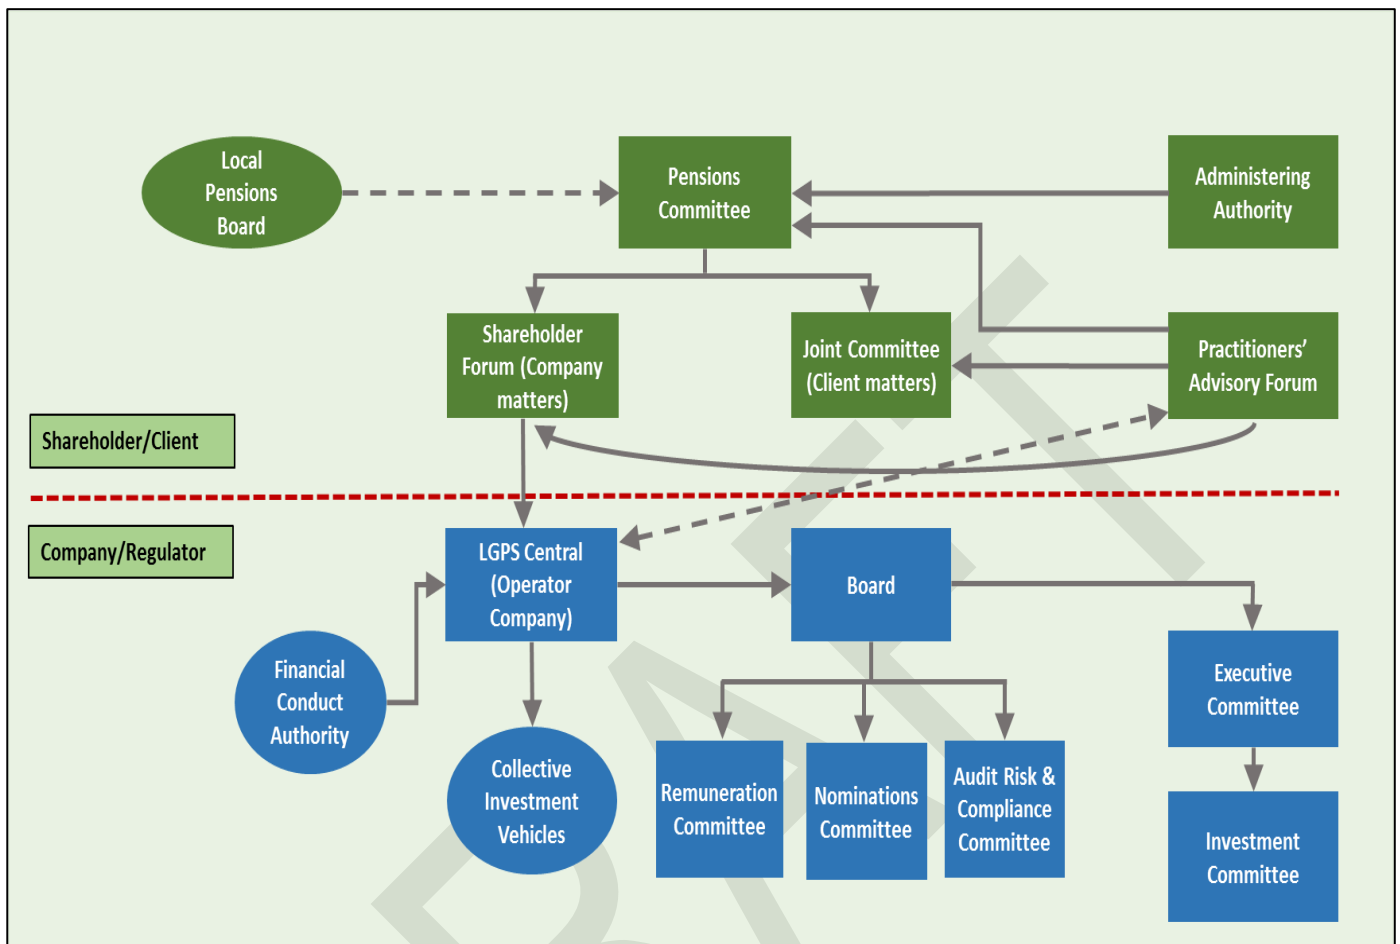 Local
Pensions
Board
Pensions
Committee
Administering
Authority
Shareholder
Forum (Company
matters)
Joint Committee
(Client matters)
Practitioners'
Advisory Forum
Shareholder/Client
Company/Regulator
LGPS Central
(Operator
Company)
Board
Financial
Conduct
Authority
Executive
Committee
Collective
Investment
Vehicles
Remuneration
Committee
Nominations
Committee
Audit Risk &
Compliance
Committee
Investment
Committee
DRAFT